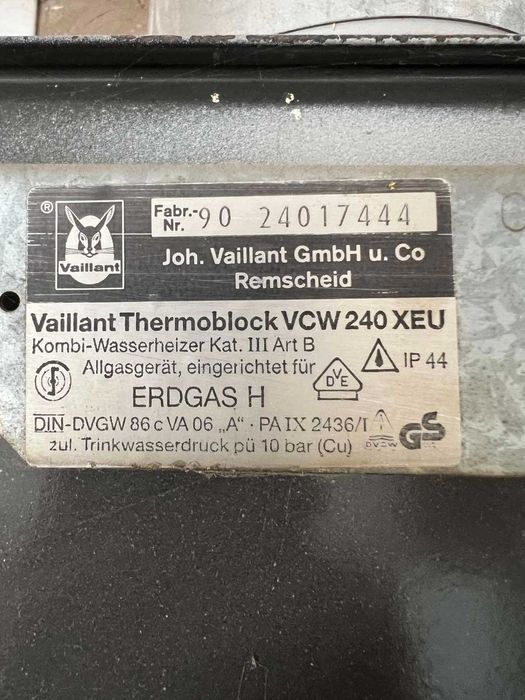 ®
Vaillant
Fabr.-
Nr.
90 24017444
Joh. Vaillant GmbH u. Co
Remscheid
Vaillant Thermoblock VCW 240 XEU
Kombi-Wasserheizer Kat. III Art B
Allgasgerät, eingerichtet für
ERDGAS H
DVE
IP 44
DIN-DVGW 86 c VA 06 „A“ · PA IX 2436/I
DVGW
GS
zul. Trinkwasserdruck pü 10 bar (Cu)